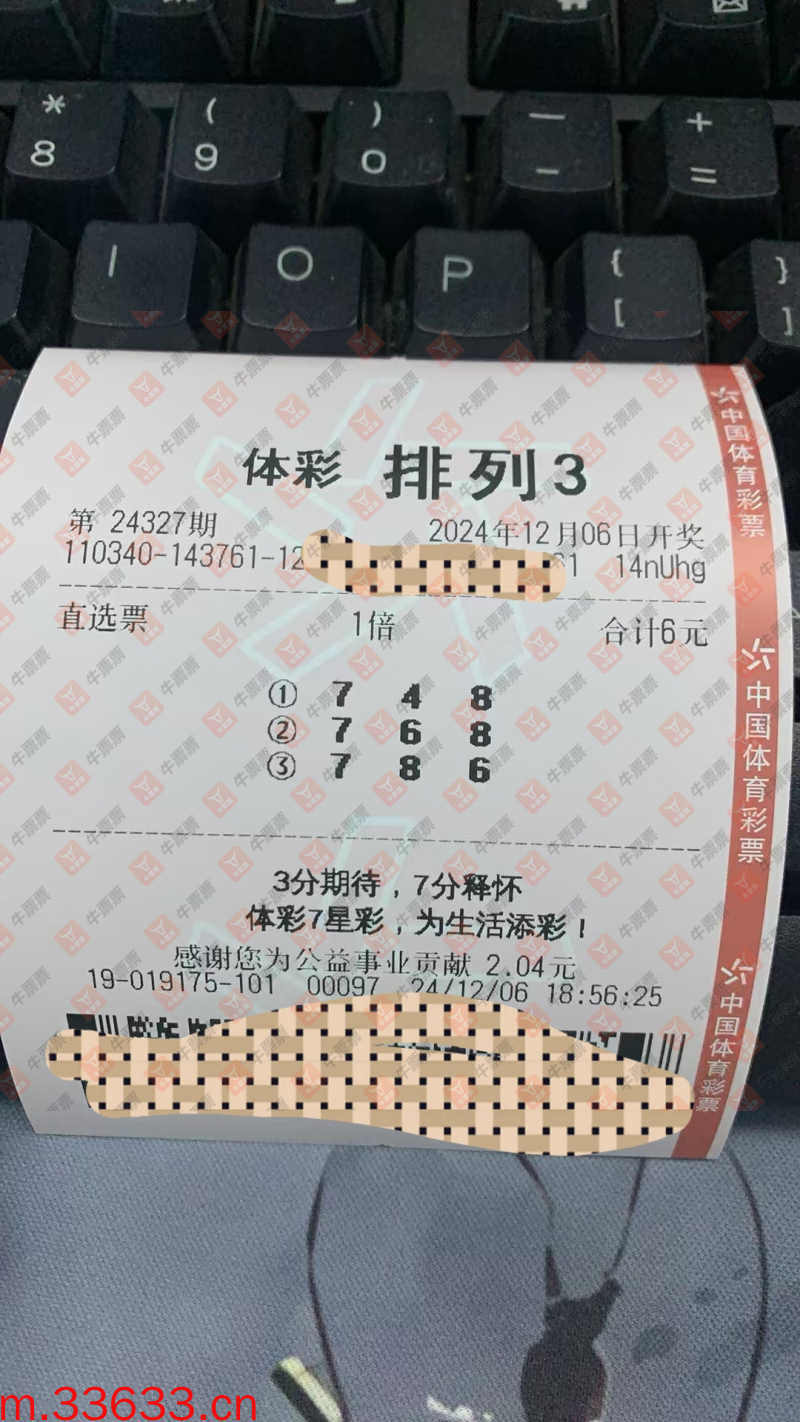 * ( ) — +
8 9 0 - =
I O P { }
[ ]
体彩 排列3
第 24327期 2024年12月06日开奖
110340-143761-12 61 14nUhg
直选票 1倍 合计6元
① 7 4 8
② 7 6 8
③ 7 8 6
3分期待，7分释怀
体彩7星彩，为生活添彩！
感谢您为公益事业贡献 2.04元
19-019175-101 00097 24/12/06 18:56:25
中国体育彩票
中国体育彩票
中国体育彩票
牛票票
m.33633.cn